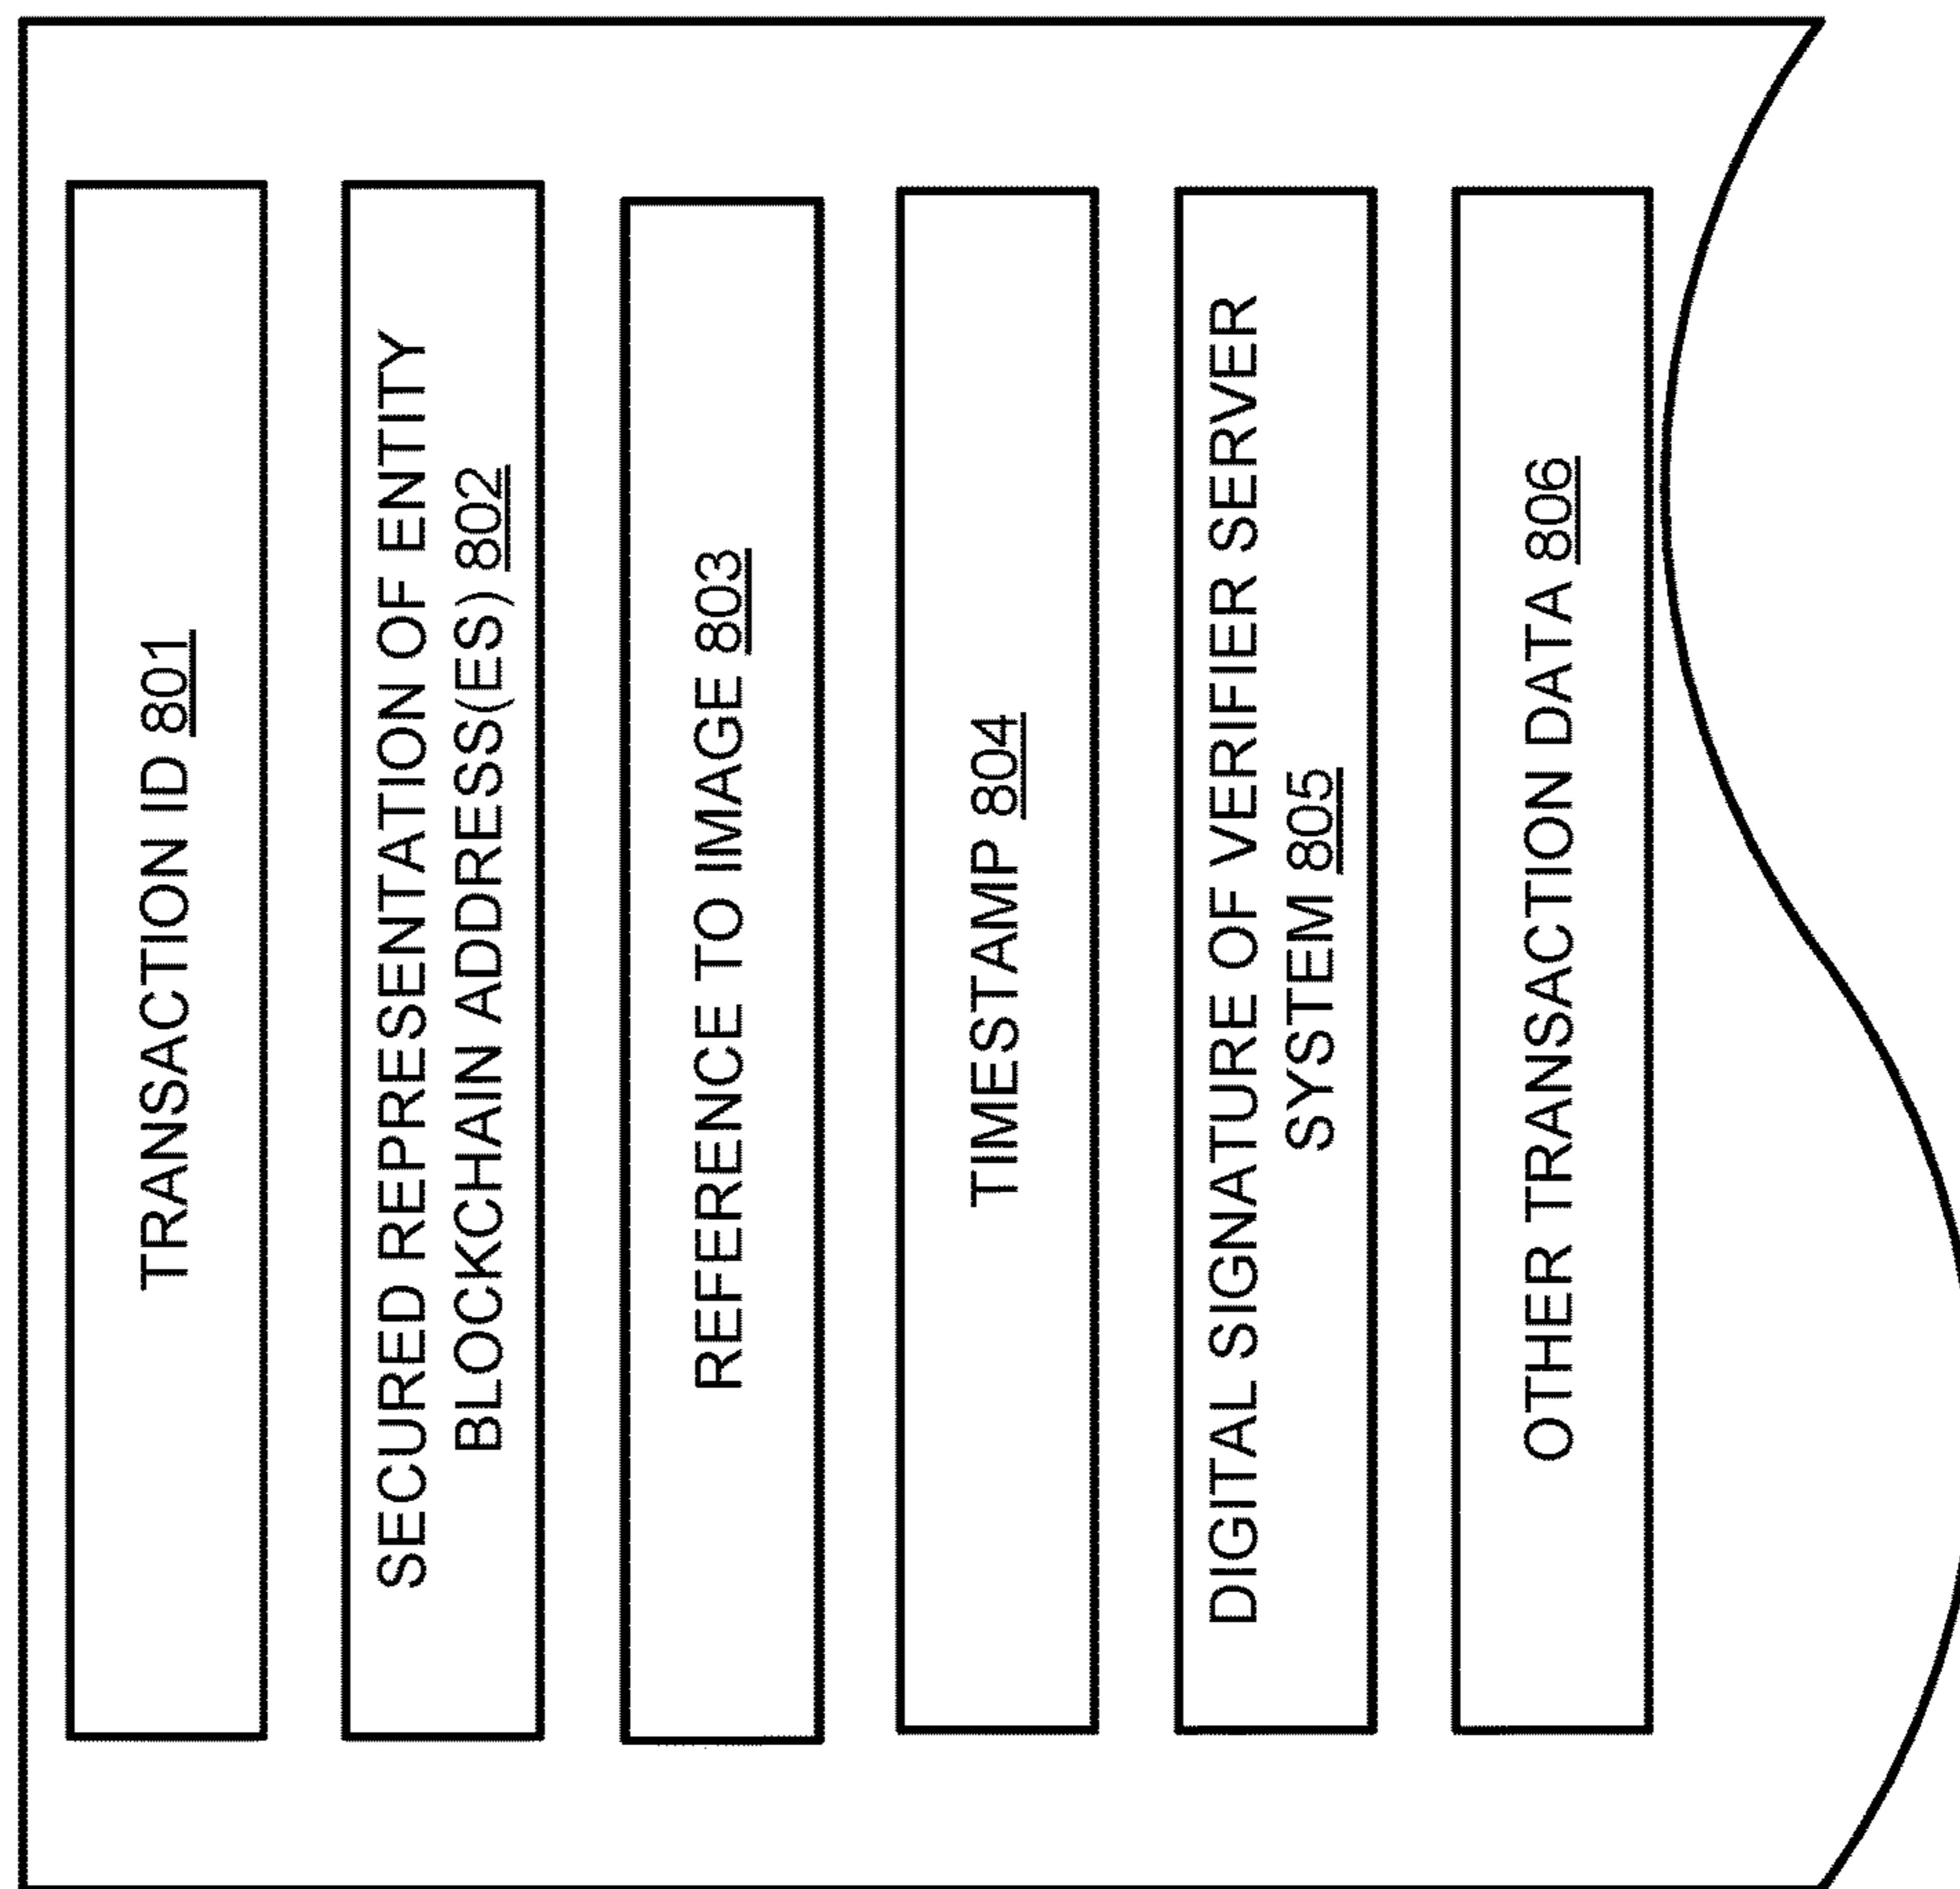 TRANSACTION ID 801
SECURED REPRESENTATION OF ENTITY
BLOCKCHAIN ADDRESS(ES) 802
REFERENCE TO IMAGE 803
TIMESTAMP 804
DIGITAL SIGNATURE OF VERIFIER SERVER
SYSTEM 805
OTHER TRANSACTION DATA 806